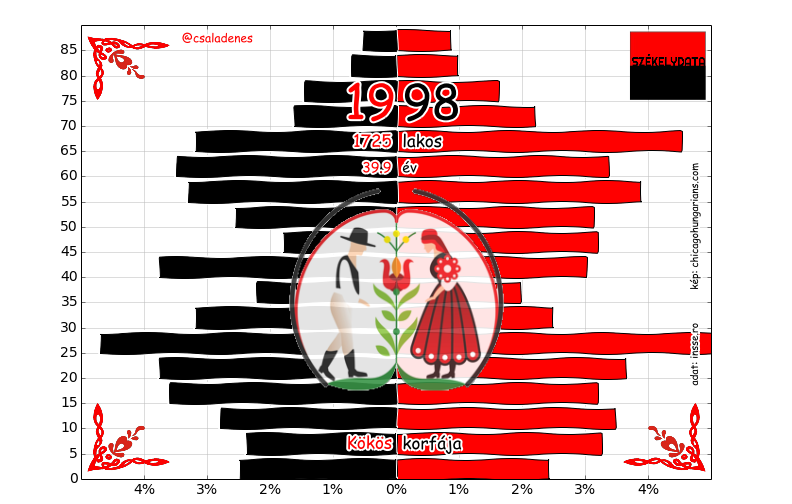 @csaladenes
SZÉKELYDATA
1998
1725 lakos
39.9 év
kép: chicagohungarians.com
adat: insse.ro
Kökös korfája
85
80
75
70
65
60
55
50
45
40
35
30
25
20
15
10
5
0
4% 3% 2% 1% 0% 1% 2% 3% 4%